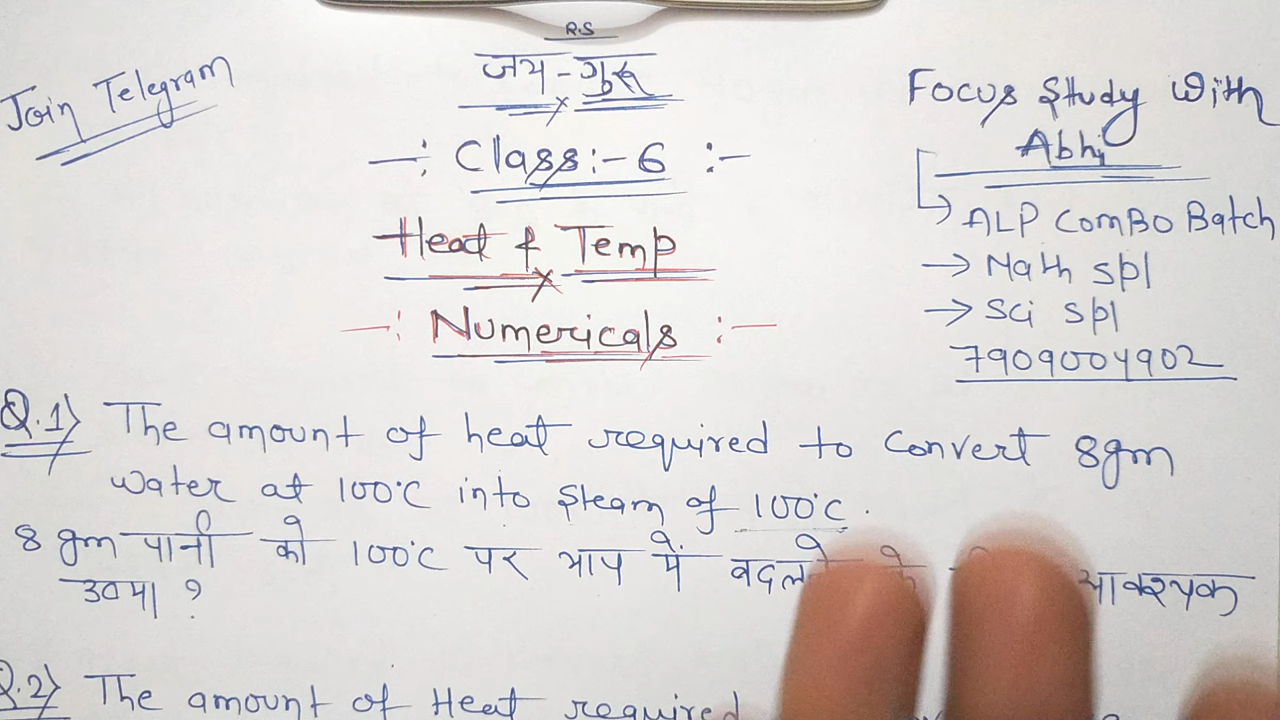 R.S
जय-गुरू
Join Telegram
-: Class:- 6 :-
Heat & Temp
-: Numericals :-
Focus Study With
Abhi
→ ALP ComBO Batch
→ Math spl
→ Sci spl
7909004902
Q.1) The amount of heat required to convert 8gm
water at 100°C into steam of 100°C.
8 gm पानी को 100°C पर भाप में बदलने के आवश्यक
उष्मा ?
Q.2) The amount of Heat required